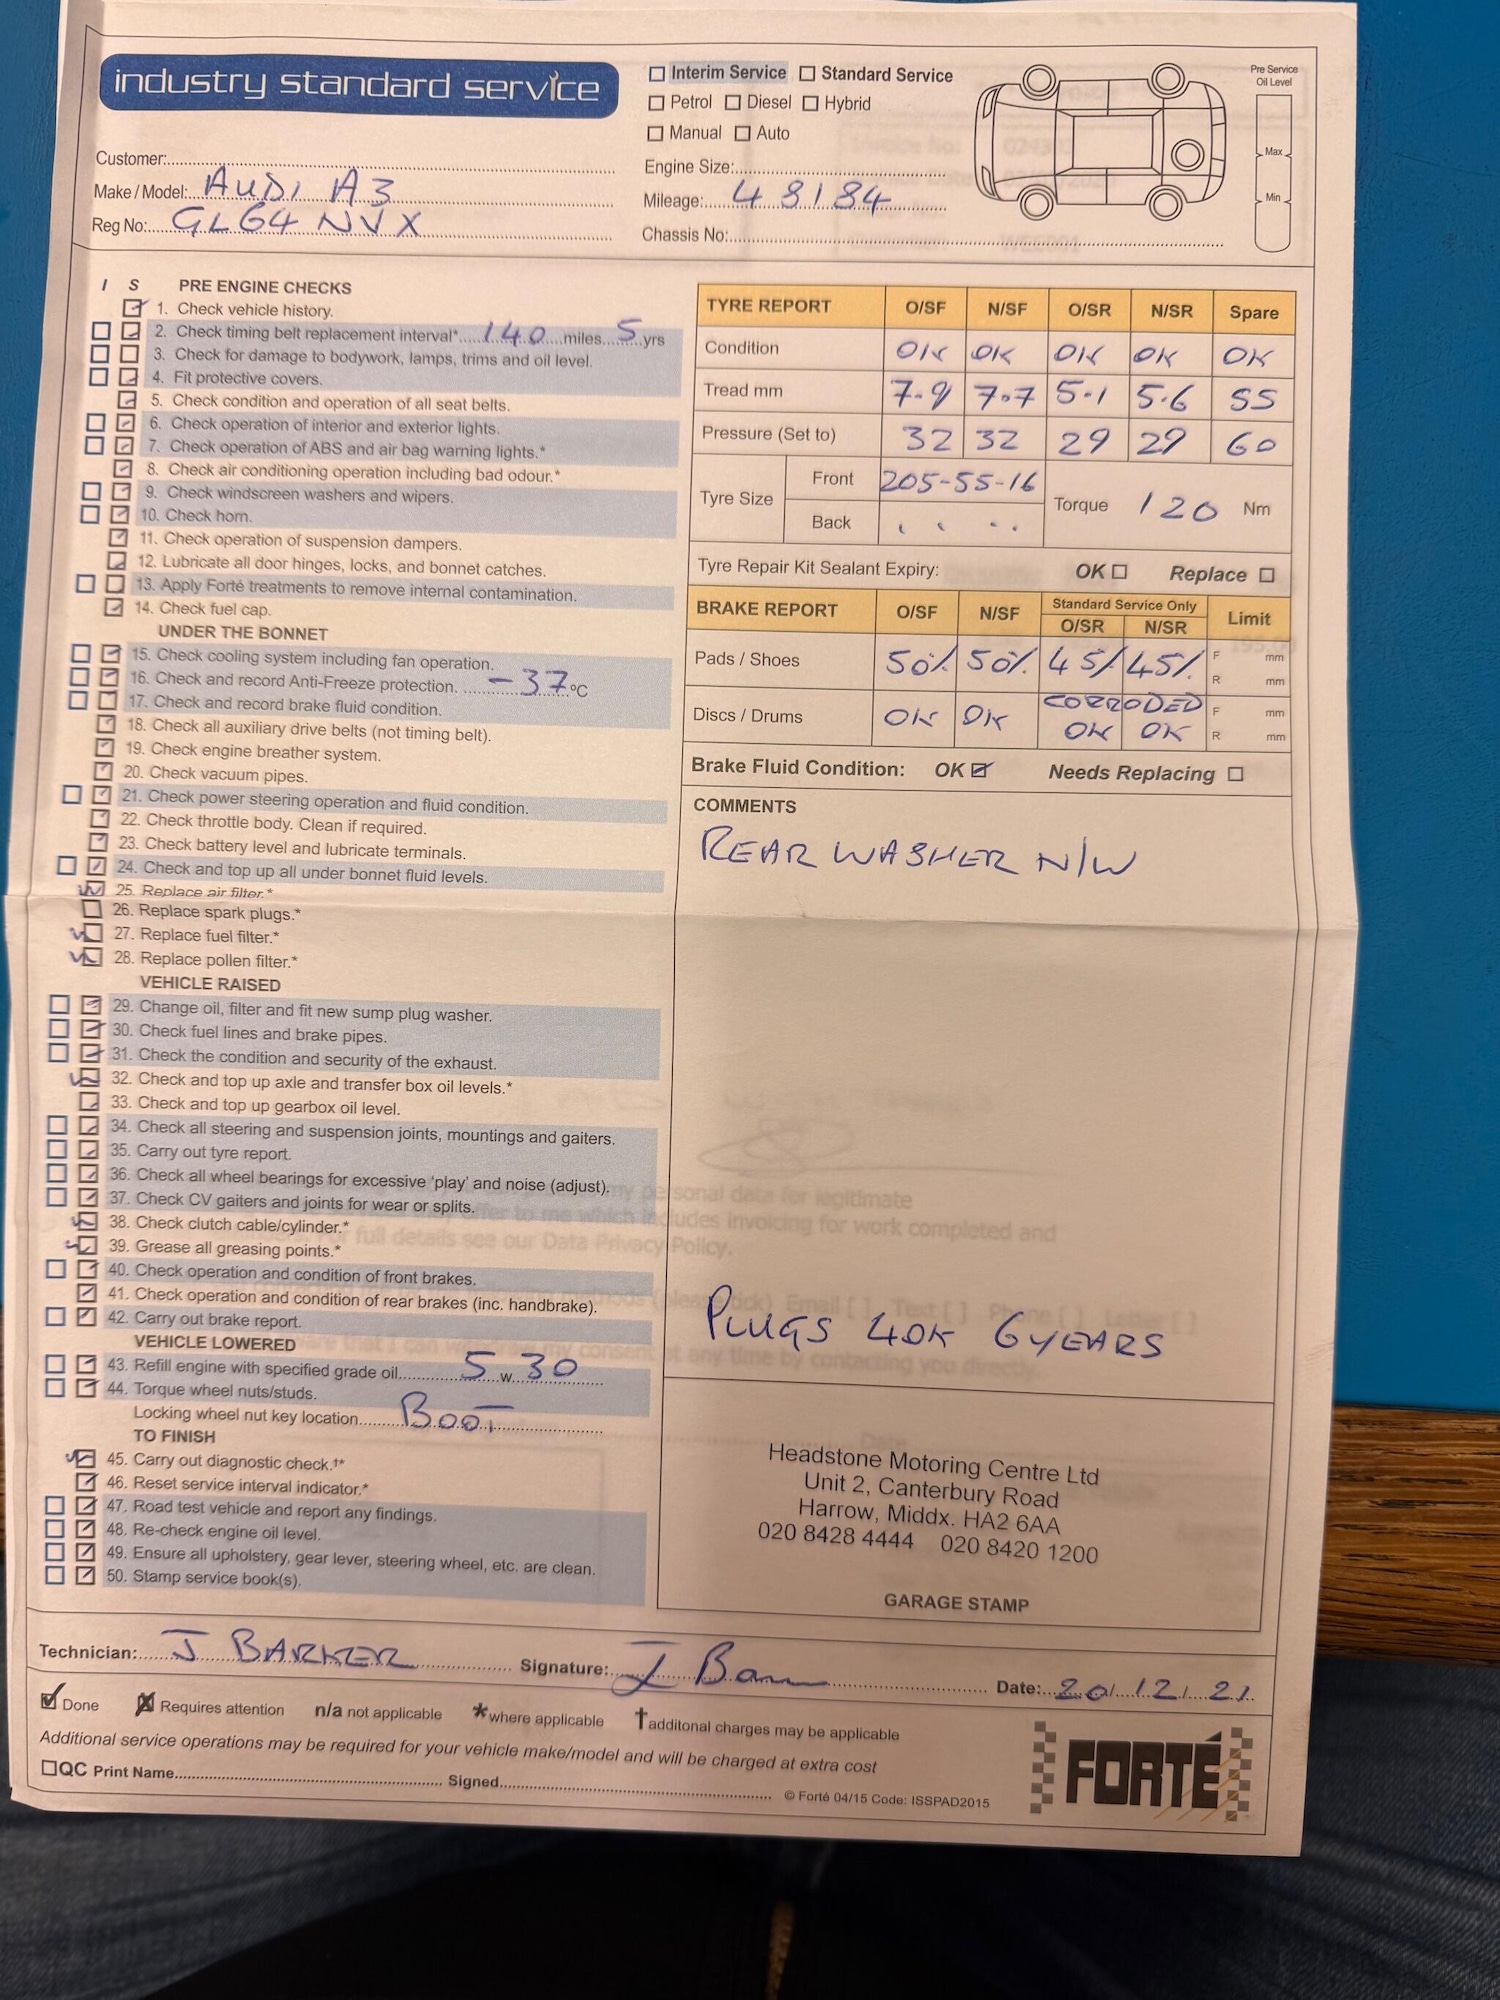 industry standard service
Interim Service Standard Service
Petrol Diesel Hybrid
Manual Auto
Pre Service
Oil Level
Max
Min
Customer:
Make / Model: AUDI A3
Reg No: GL64 NVX
Engine Size:
Mileage: 48184
Chassis No:
I S PRE ENGINE CHECKS
1. Check vehicle history.
2. Check timing belt replacement interval* 140 miles 5 yrs
3. Check for damage to bodywork, lamps, trims and oil level.
4. Fit protective covers.
5. Check condition and operation of all seat belts.
6. Check operation of interior and exterior lights.
7. Check operation of ABS and air bag warning lights.*
8. Check air conditioning operation including bad odour.*
9. Check windscreen washers and wipers.
10. Check horn.
11. Check operation of suspension dampers.
12. Lubricate all door hinges, locks, and bonnet catches.
13. Apply Forté treatments to remove internal contamination.
14. Check fuel cap.
UNDER THE BONNET
15. Check cooling system including fan operation.
16. Check and record Anti-Freeze protection. -37 °C
17. Check and record brake fluid condition.
18. Check all auxiliary drive belts (not timing belt).
19. Check engine breather system.
20. Check vacuum pipes.
21. Check power steering operation and fluid condition.
22. Check throttle body. Clean if required.
23. Check battery level and lubricate terminals.
24. Check and top up all under bonnet fluid levels.
25. Replace air filter.*
26. Replace spark plugs.*
27. Replace fuel filter.*
28. Replace pollen filter.*
VEHICLE RAISED
29. Change oil, filter and fit new sump plug washer.
30. Check fuel lines and brake pipes.
31. Check the condition and security of the exhaust.
32. Check and top up axle and transfer box oil levels.*
33. Check and top up gearbox oil level.
34. Check all steering and suspension joints, mountings and gaiters.
35. Carry out tyre report.
36. Check all wheel bearings for excessive 'play' and noise (adjust).
37. Check CV gaiters and joints for wear or splits.
38. Check clutch cable/cylinder.*
39. Grease all greasing points.*
40. Check operation and condition of front brakes.
41. Check operation and condition of rear brakes (inc. handbrake).
42. Carry out brake report.
VEHICLE LOWERED
43. Refill engine with specified grade oil 5 w 30
44. Torque wheel nuts/studs.
Locking wheel nut key location BOOT
TO FINISH
45. Carry out diagnostic check.†*
46. Reset service interval indicator.*
47. Road test vehicle and report any findings.
48. Re-check engine oil level.
49. Ensure all upholstery, gear lever, steering wheel, etc. are clean.
50. Stamp service book(s).
TYRE REPORT O/SF N/SF O/SR N/SR Spare
Condition OK OK OK OK OK
Tread mm 7.9 7.7 5.1 5.6 SS
Pressure (Set to) 32 32 29 29 60
Tyre Size Front 205-55-16
Back
Torque 120 Nm
Tyre Repair Kit Sealant Expiry: OK Replace
BRAKE REPORT O/SF N/SF Standard Service Only Limit
O/SR N/SR
Pads / Shoes 50% 50% 45% 45% F mm
R mm
Discs / Drums OK OK CORRODED F mm
OK OK R mm
Brake Fluid Condition: OK Needs Replacing
COMMENTS
REAR WASHER N/W
personal data for legitimate
offer to me which includes invoicing for work completed and
full details see our Data Privacy Policy.
PLUGS 40K 6YEARS
Headstone Motoring Centre Ltd
Unit 2, Canterbury Road
Harrow, Middx. HA2 6AA
020 8428 4444 020 8420 1200
GARAGE STAMP
Technician: J BARKER Signature: Date: 20/12/21
Done Requires attention n/a not applicable *where applicable †additonal charges may be applicable
Additional service operations may be required for your vehicle make/model and will be charged at extra cost
QC Print Name Signed
© Forté 04/15 Code: ISSPAD2015
FORTÉ